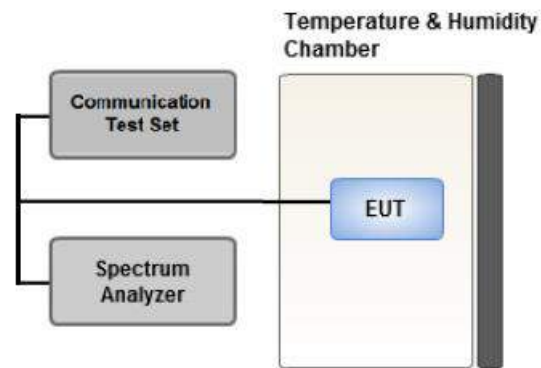 Temperature & Humidity
Chamber
Communication
Test Set
EUT
Spectrum
Analyzer